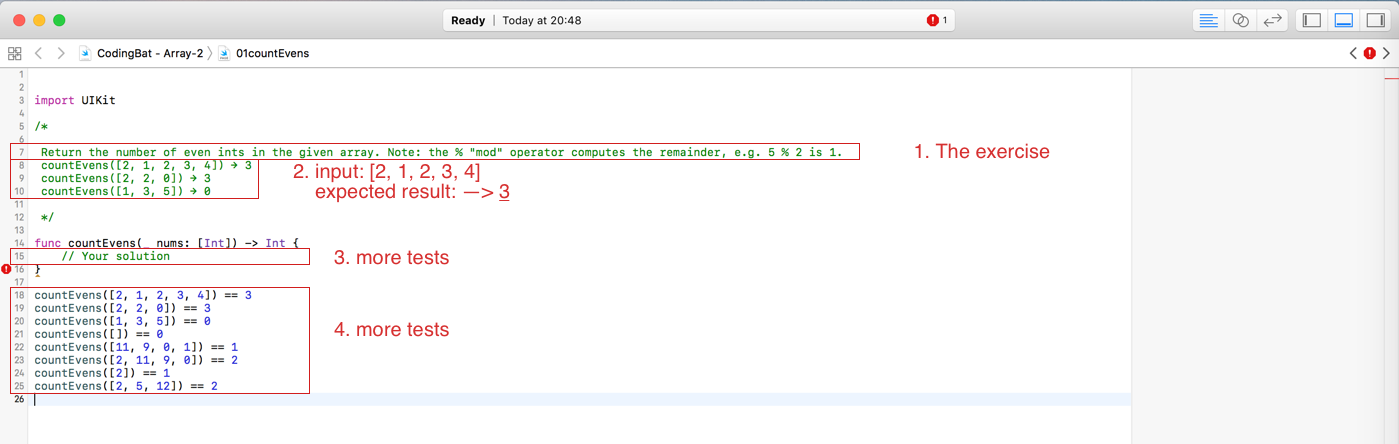 Ready | Today at 20:48
1
CodingBat - Array-2 〉 01countEvens
1
2
3 import UIKit
4
5 /*
6
7 Return the number of even ints in the given array. Note: the % "mod" operator computes the remainder, e.g. 5 % 2 is 1.
1. The exercise
8 countEvens([2, 1, 2, 3, 4]) → 3
9 countEvens([2, 2, 0]) → 3
10 countEvens([1, 3, 5]) → 0
2. input: [2, 1, 2, 3, 4]
expected result: —> 3
11
12 */
13
14 func countEvens(_ nums: [Int]) -> Int {
15 // Your solution
3. more tests
16 }
17
18 countEvens([2, 1, 2, 3, 4]) == 3
19 countEvens([2, 2, 0]) == 3
20 countEvens([1, 3, 5]) == 0
21 countEvens([]) == 0
4. more tests
22 countEvens([11, 9, 0, 1]) == 1
23 countEvens([2, 11, 9, 0]) == 2
24 countEvens([2]) == 1
25 countEvens([2, 5, 12]) == 2
26